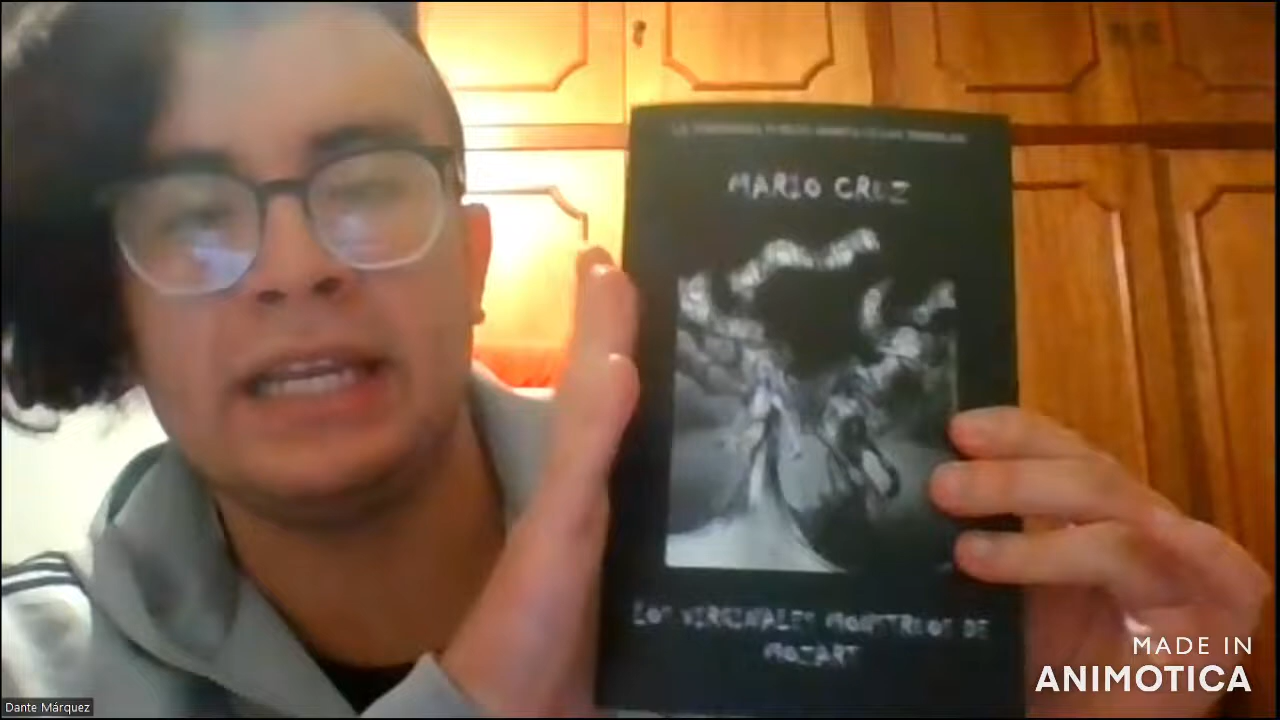 MARIO CRUZ
LOS VIRGINALES MONSTRUOS DE
MOZART
MADE IN
ANIMOTICA
Dante Márquez